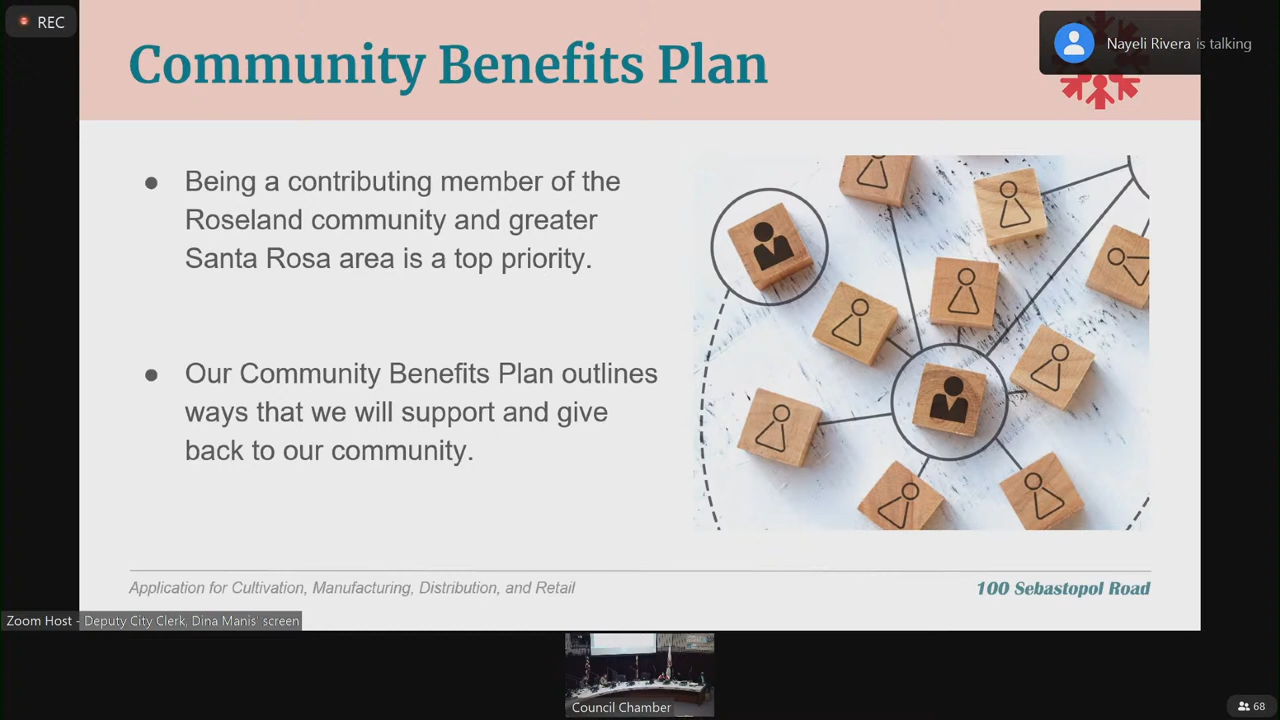 REC
Community Benefits Plan
Nayeli Rivera is talking
● Being a contributing member of the
Roseland community and greater
Santa Rosa area is a top priority.
● Our Community Benefits Plan outlines
ways that we will support and give
back to our community.
Application for Cultivation, Manufacturing, Distribution, and Retail
100 Sebastopol Road
Zoom Host - Deputy City Clerk, Dina Manis' screen
Council Chamber
68